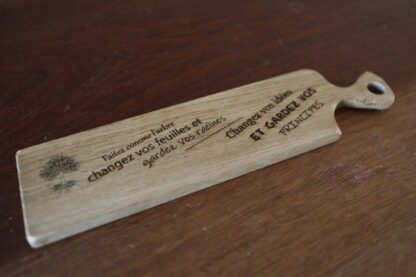 Faites comme l'arbre
changez vos feuilles et
gardez vos racines
Changez vos idées
ET GARDEZ VOS
PRINCIPES